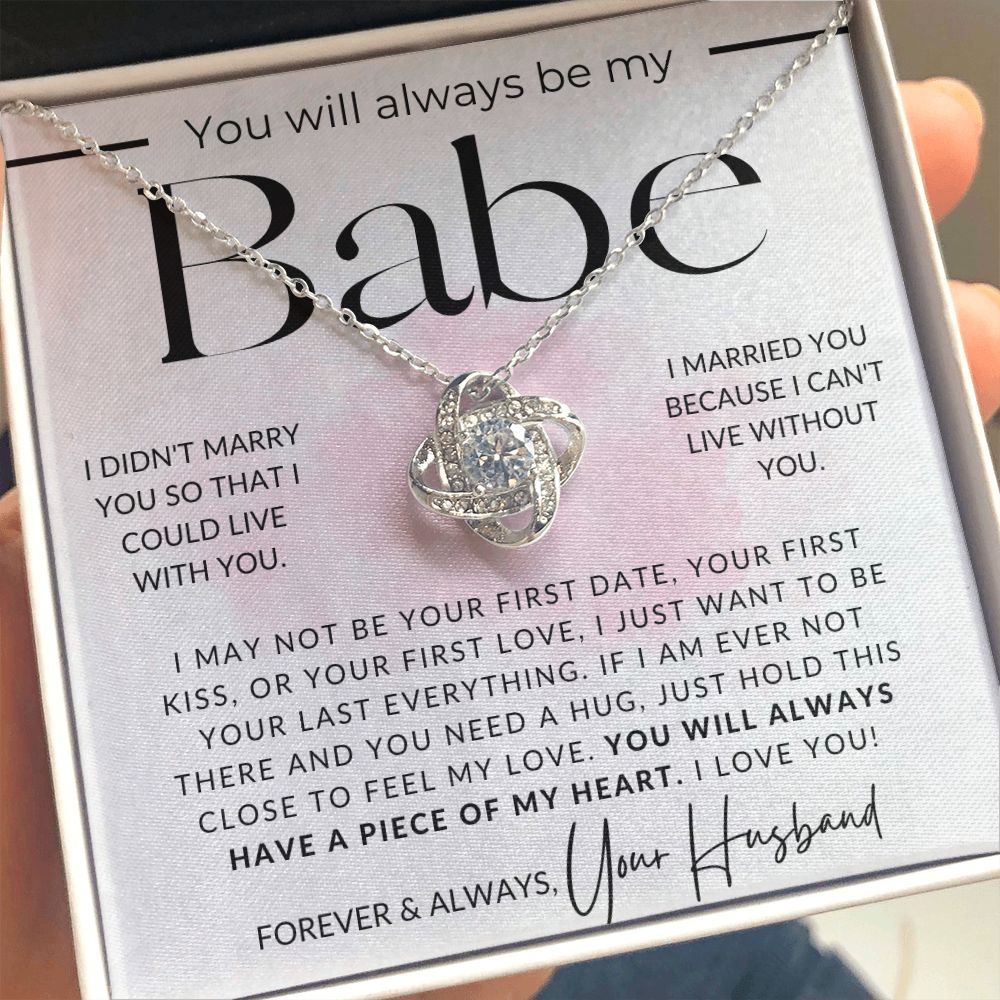 You will always be my
Babe
I DIDN'T MARRY
YOU SO THAT I
COULD LIVE
WITH YOU.
I MARRIED YOU
BECAUSE I CAN'T
LIVE WITHOUT
YOU.
I MAY NOT BE YOUR FIRST DATE, YOUR FIRST
KISS, OR YOUR FIRST LOVE, I JUST WANT TO BE
YOUR LAST EVERYTHING. IF I AM EVER NOT
THERE AND YOU NEED A HUG, JUST HOLD THIS
CLOSE TO FEEL MY LOVE. YOU WILL ALWAYS
HAVE A PIECE OF MY HEART. I LOVE YOU!
FOREVER & ALWAYS, Your Husband